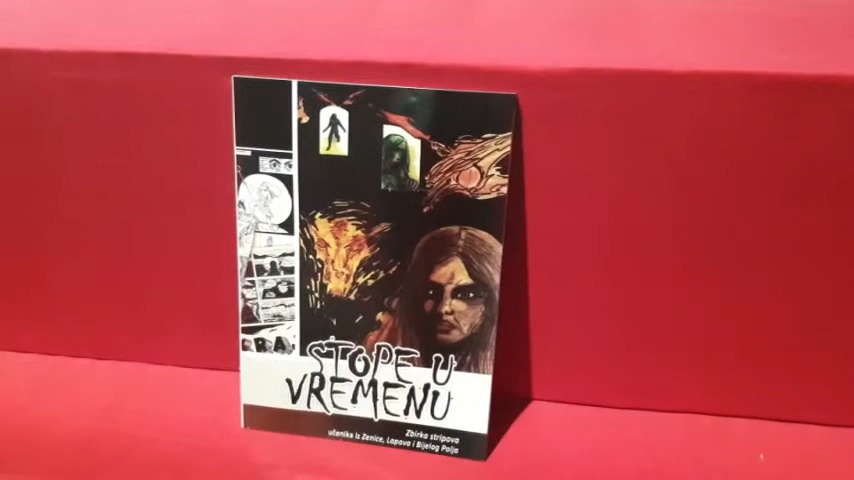 STOPE U
VREMENU
Zbirka stripova
učenika iz Zenice, Lapova i Bijelog Polja